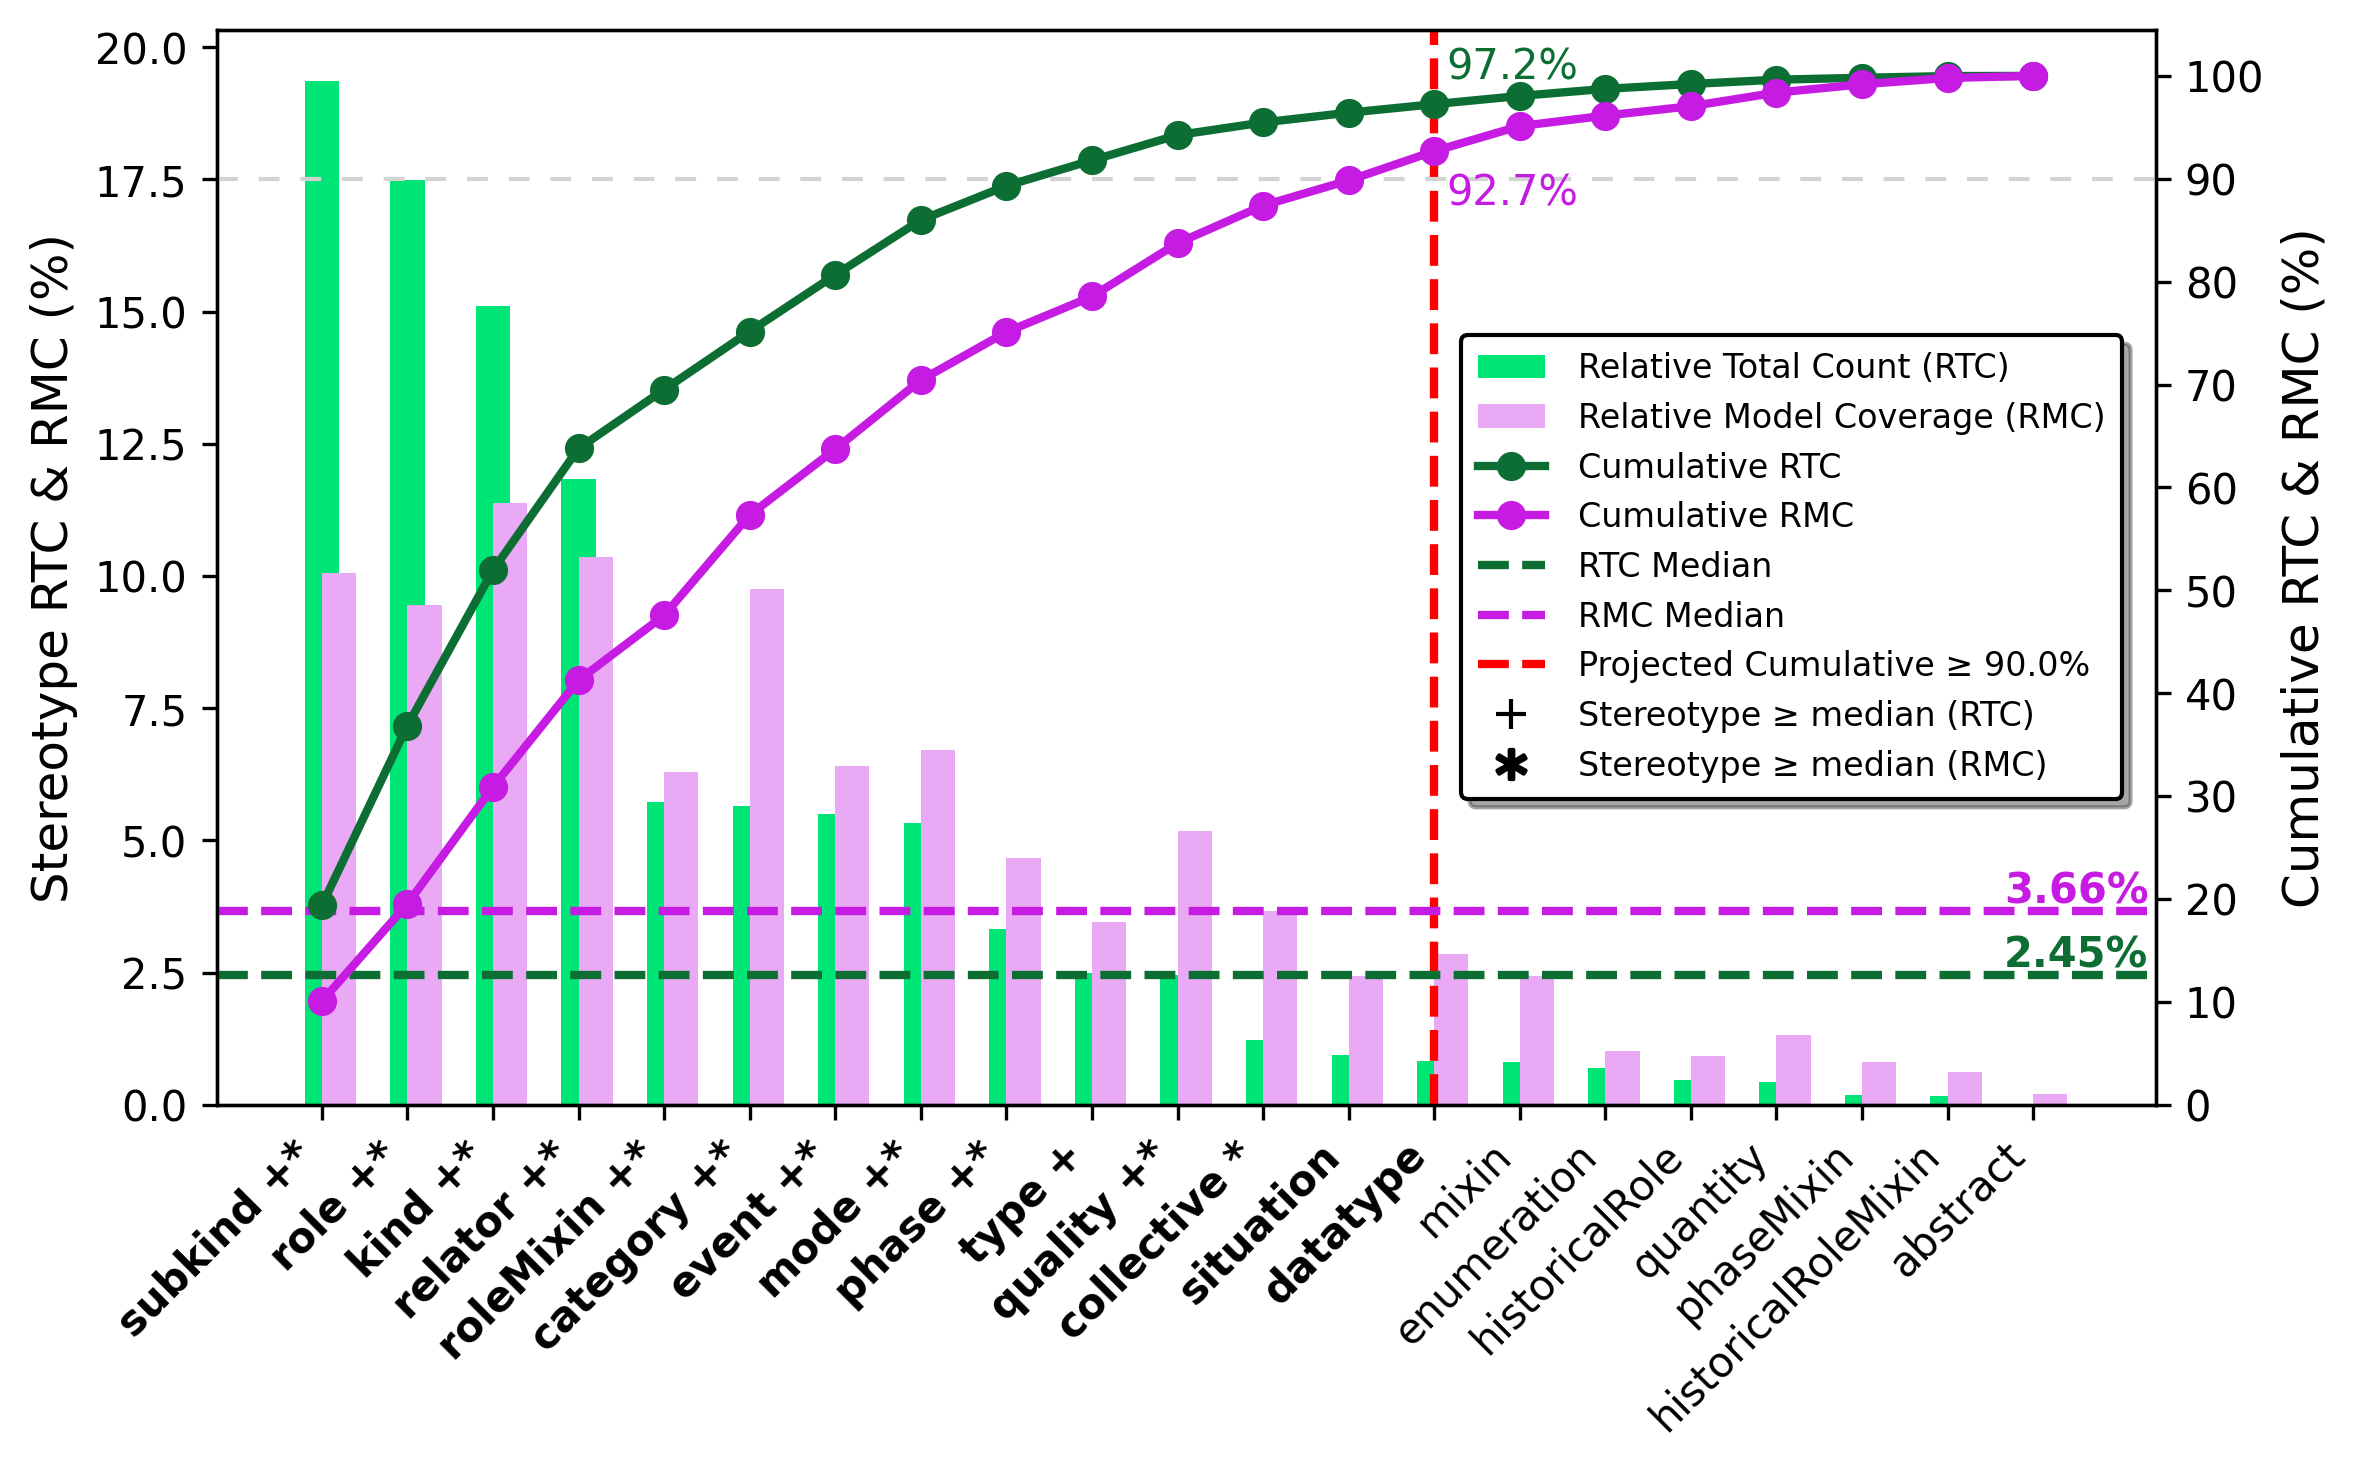 Stereotype RTC & RMC (%)
20.0
17.5
15.0
12.5
10.0
7.5
5.0
2.5
0.0
97.2%
92.7%
Relative Total Count (RTC)
Relative Model Coverage (RMC)
Cumulative RTC
Cumulative RMC
RTC Median
RMC Median
Projected Cumulative ≥ 90.0%
Stereotype ≥ median (RTC)
Stereotype ≥ median (RMC)
3.66%
2.45%
100
90
80
70
60
50
40
30
20
10
0
Cumulative RTC & RMC (%)
subkind +*
role +*
kind +*
relator +*
roleMixin +*
category +*
event +*
mode +*
phase +*
type +
quality +*
collective *
situation
datatype
mixin
enumeration
historicalRole
quantity
phaseMixin
historicalRoleMixin
abstract